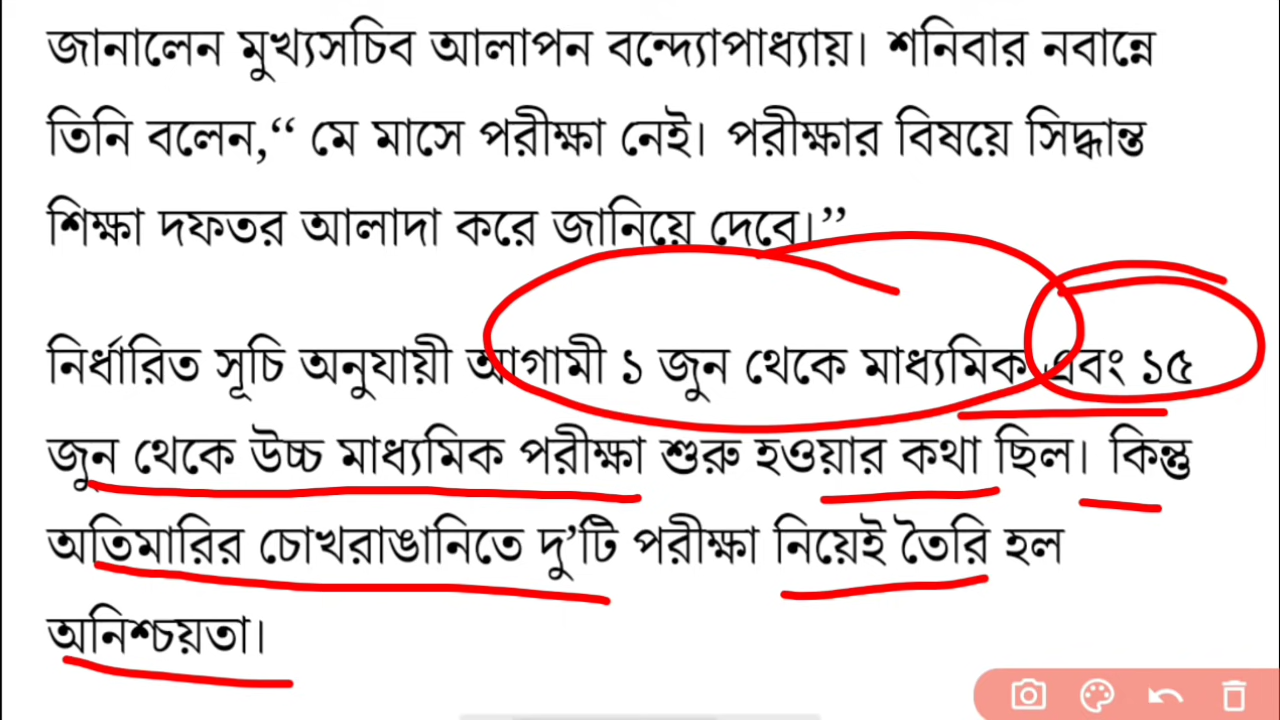 জানালেন মুখ্যসচিব আলাপন বন্দ্যোপাধ্যায়। শনিবার নবান্নে
তিনি বলেন,“ মে মাসে পরীক্ষা নেই। পরীক্ষার বিষয়ে সিদ্ধান্ত
শিক্ষা দফতর আলাদা করে জানিয়ে দেবে।”
নির্ধারিত সূচি অনুযায়ী আগামী ১ জুন থেকে মাধ্যমিক এবং ১৫
জুন থেকে উচ্চ মাধ্যমিক পরীক্ষা শুরু হওয়ার কথা ছিল। কিন্তু
অতিমারির চোখরাঙানিতে দু’টি পরীক্ষা নিয়েই তৈরি হল
অনিশ্চয়তা।